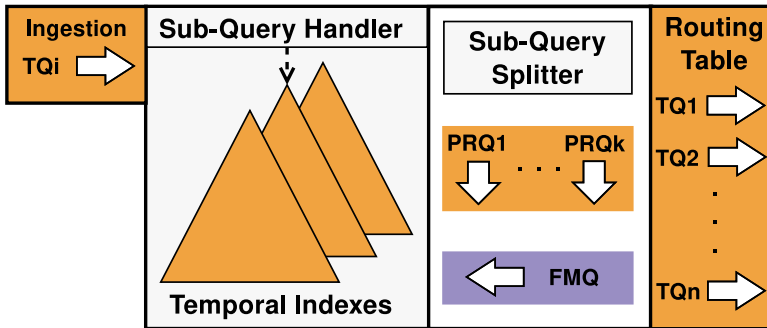 Ingestion
TQi
Sub-Query Handler
Temporal Indexes
Sub-Query
Splitter
PRQ1 . . . PRQk
FMQ
Routing
Table
TQ1
TQ2
.
.
.
TQn